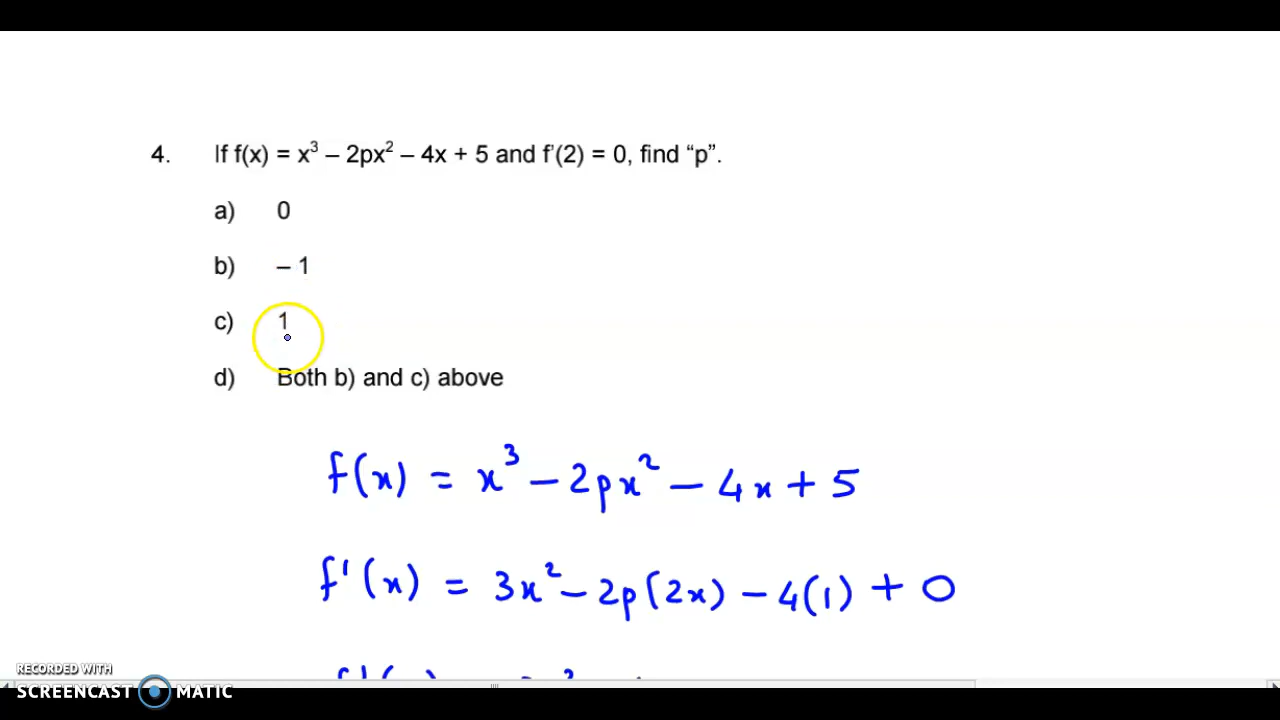 4. If f(x) = x³ – 2px² – 4x + 5 and f'(2) = 0, find “p”.
a) 0
b) – 1
c) 1
d) Both b) and c) above
f(x) = x³ – 2px² – 4x + 5
f'(x) = 3x² – 2p(2x) – 4(1) + 0
RECORDED WITH
SCREENCAST MATIC